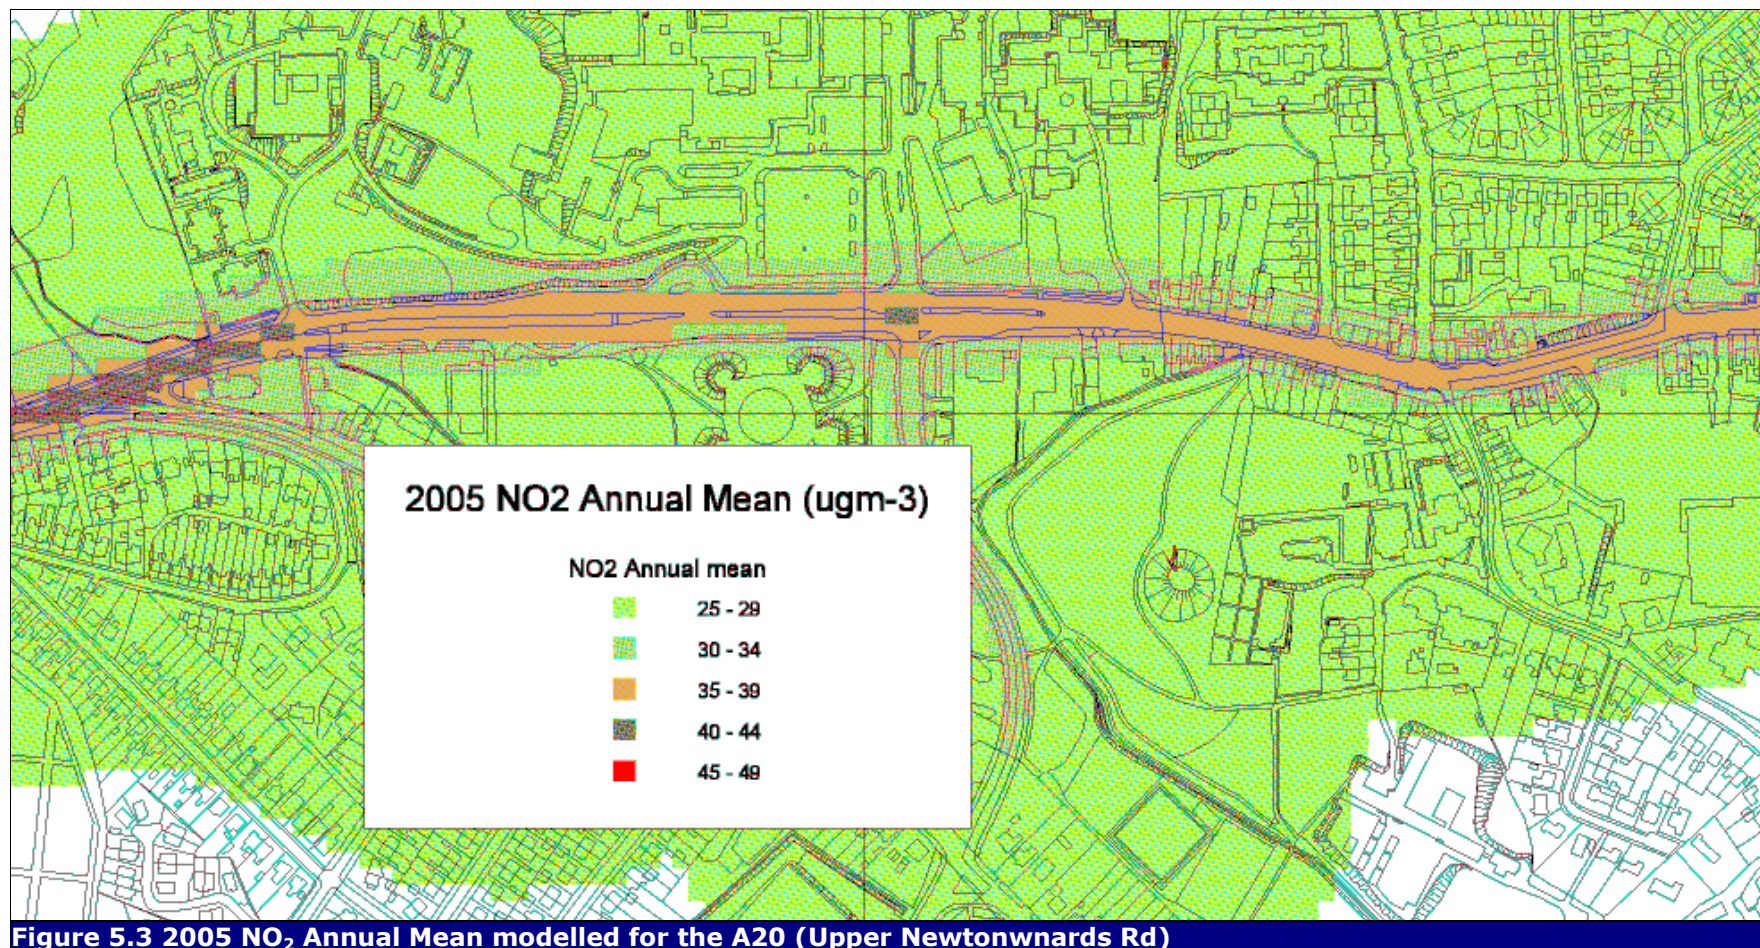 2005 NO2 Annual Mean (ugm-3)
NO2 Annual mean
25 - 29
30 - 34
35 - 39
40 - 44
45 - 49
Figure 5.3 2005 NO₂ Annual Mean modelled for the A20 (Upper Newtonwnards Rd)